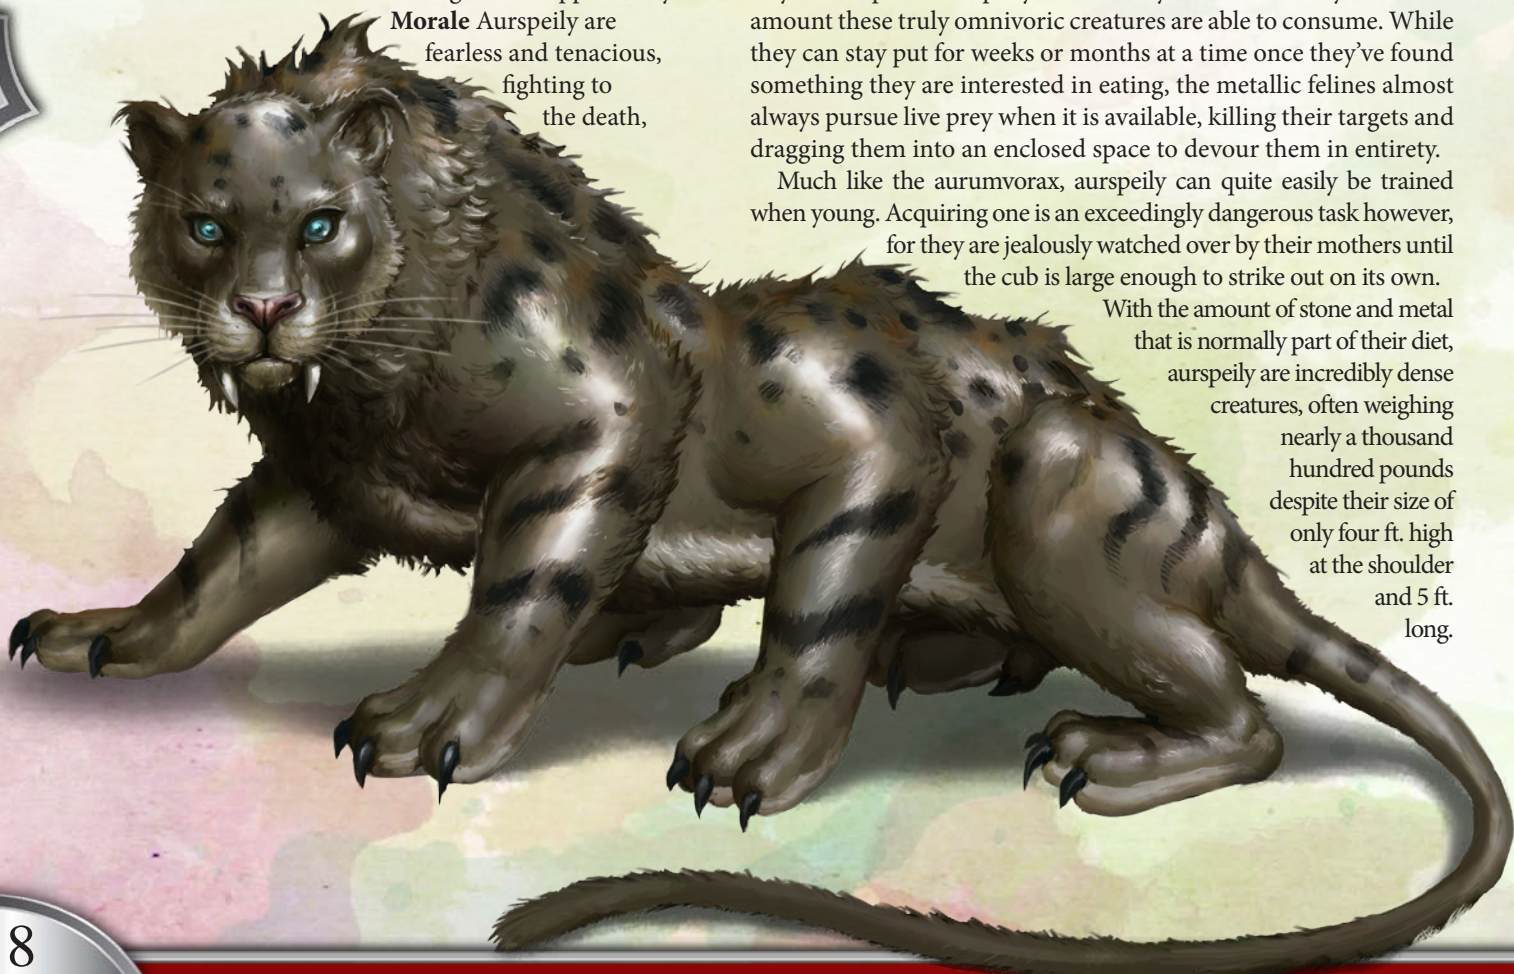 Morale Aurspeily are
fearless and tenacious,
fighting to
the death,
amount these truly omnivoric creatures are able to consume. While
they can stay put for weeks or months at a time once they’ve found
something they are interested in eating, the metallic felines almost
always pursue live prey when it is available, killing their targets and
dragging them into an enclosed space to devour them in entirety.
Much like the aurumvorax, aurspeily can quite easily be trained
when young. Acquiring one is an exceedingly dangerous task however,
for they are jealously watched over by their mothers until
the cub is large enough to strike out on its own.
With the amount of stone and metal
that is normally part of their diet,
aurspeily are incredibly dense
creatures, often weighing
nearly a thousand
hundred pounds
despite their size of
only four ft. high
at the shoulder
and 5 ft.
long.
8